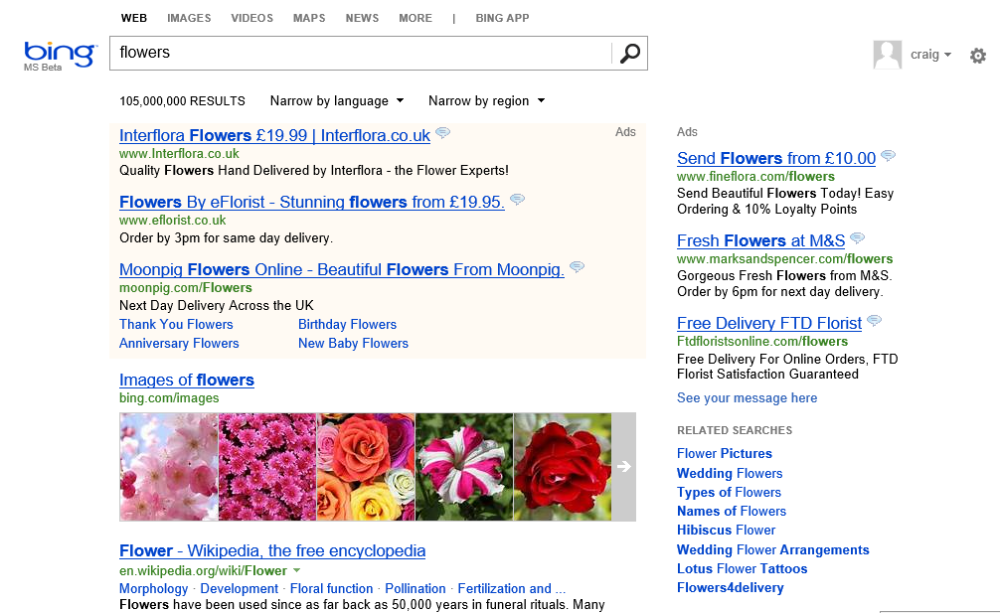 WEB IMAGES VIDEOS MAPS NEWS MORE | BING APP
bing
MS Beta
flowers
craig
105,000,000 RESULTS Narrow by language Narrow by region
Ads
Interflora Flowers £19.99 | Interflora.co.uk
www.Interflora.co.uk
Quality Flowers Hand Delivered by Interflora - the Flower Experts!
Flowers By eFlorist - Stunning flowers from £19.95.
www.eflorist.co.uk
Order by 3pm for same day delivery.
Moonpig Flowers Online - Beautiful Flowers From Moonpig.
moonpig.com/Flowers
Next Day Delivery Across the UK
Thank You Flowers Birthday Flowers
Anniversary Flowers New Baby Flowers
Images of flowers
bing.com/images
Flower - Wikipedia, the free encyclopedia
en.wikipedia.org/wiki/Flower
Morphology · Development · Floral function · Pollination · Fertilization and ...
Flowers have been used since as far back as 50,000 years in funeral rituals. Many
Ads
Send Flowers from £10.00
www.fineflora.com/flowers
Send Beautiful Flowers Today! Easy
Ordering & 10% Loyalty Points
Fresh Flowers at M&S
www.marksandspencer.com/flowers
Gorgeous Fresh Flowers from M&S.
Order by 6pm for next day delivery.
Free Delivery FTD Florist
Ftdfloristsonline.com/flowers
Free Delivery For Online Orders, FTD
Florist Satisfaction Guaranteed
See your message here
RELATED SEARCHES
Flower Pictures
Wedding Flowers
Types of Flowers
Names of Flowers
Hibiscus Flower
Wedding Flower Arrangements
Lotus Flower Tattoos
Flowers4delivery